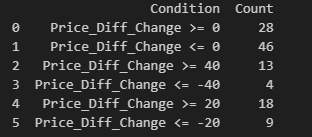 Condition Count
0 Price_Diff_Change >= 0 28
1 Price_Diff_Change <= 0 46
2 Price_Diff_Change >= 40 13
3 Price_Diff_Change <= -40 4
4 Price_Diff_Change >= 20 18
5 Price_Diff_Change <= -20 9